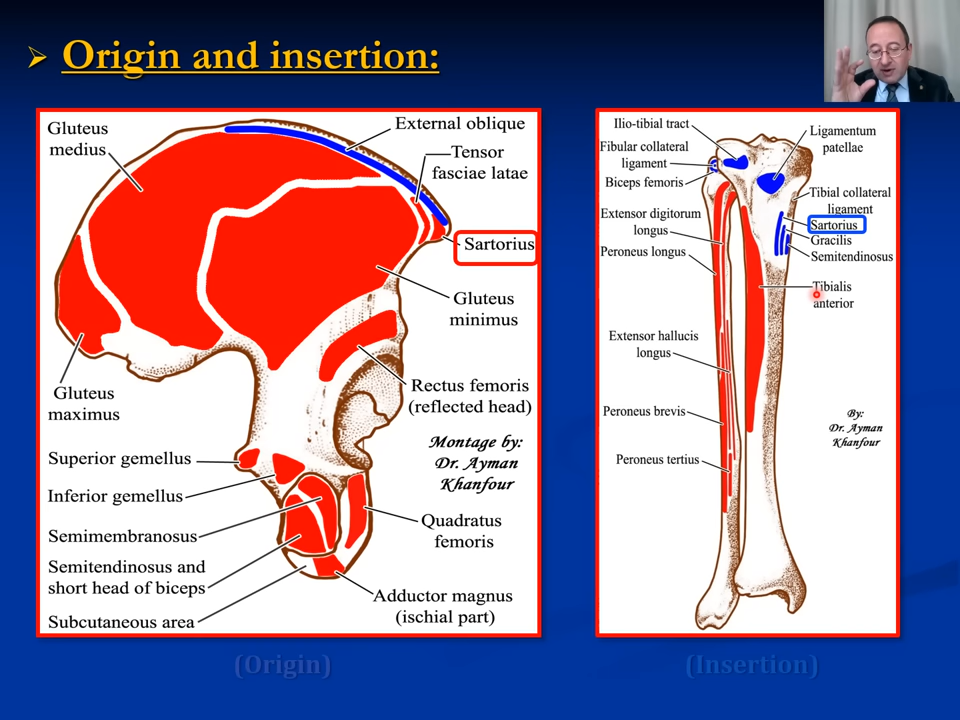 Origin and insertion:
Gluteus
medius
External oblique
Tensor
fasciae latae
Sartorius
Gluteus
minimus
Gluteus
maximus
Rectus femoris
(reflected head)
Montage by:
Dr. Ayman
Khanfour
Superior gemellus
Inferior gemellus
Semimembranosus
Semitendinosus and
short head of biceps
Subcutaneous area
Quadratus
femoris
Adductor magnus
(ischial part)
(Origin)
Ilio-tibial tract
Fibular collateral
ligament
Biceps femoris
Extensor digitorum
longus
Peroneus longus
Extensor hallucis
longus
Peroneus brevis
Peroneus tertius
Ligamentum
patellae
Tibial collateral
ligament
Sartorius
Gracilis
Semitendinosus
Tibialis
anterior
By:
Dr. Ayman
Khanfour
(Insertion)